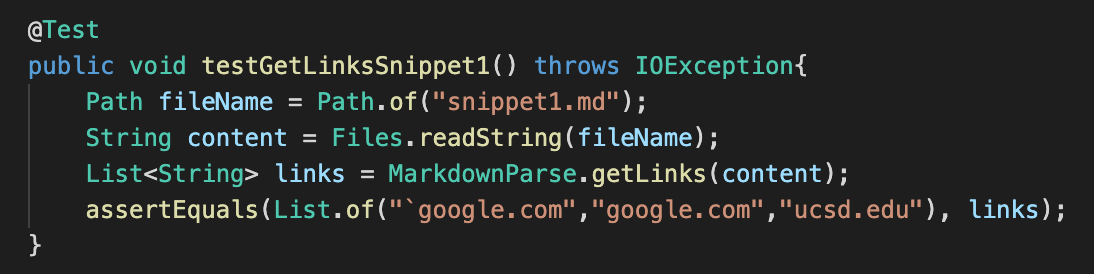 @Test
public void testGetLinksSnippet1() throws IOException{
    Path fileName = Path.of("snippet1.md");
    String content = Files.readString(fileName);
    List<String> links = MarkdownParse.getLinks(content);
    assertEquals(List.of("`google.com","google.com","ucsd.edu"), links);
}